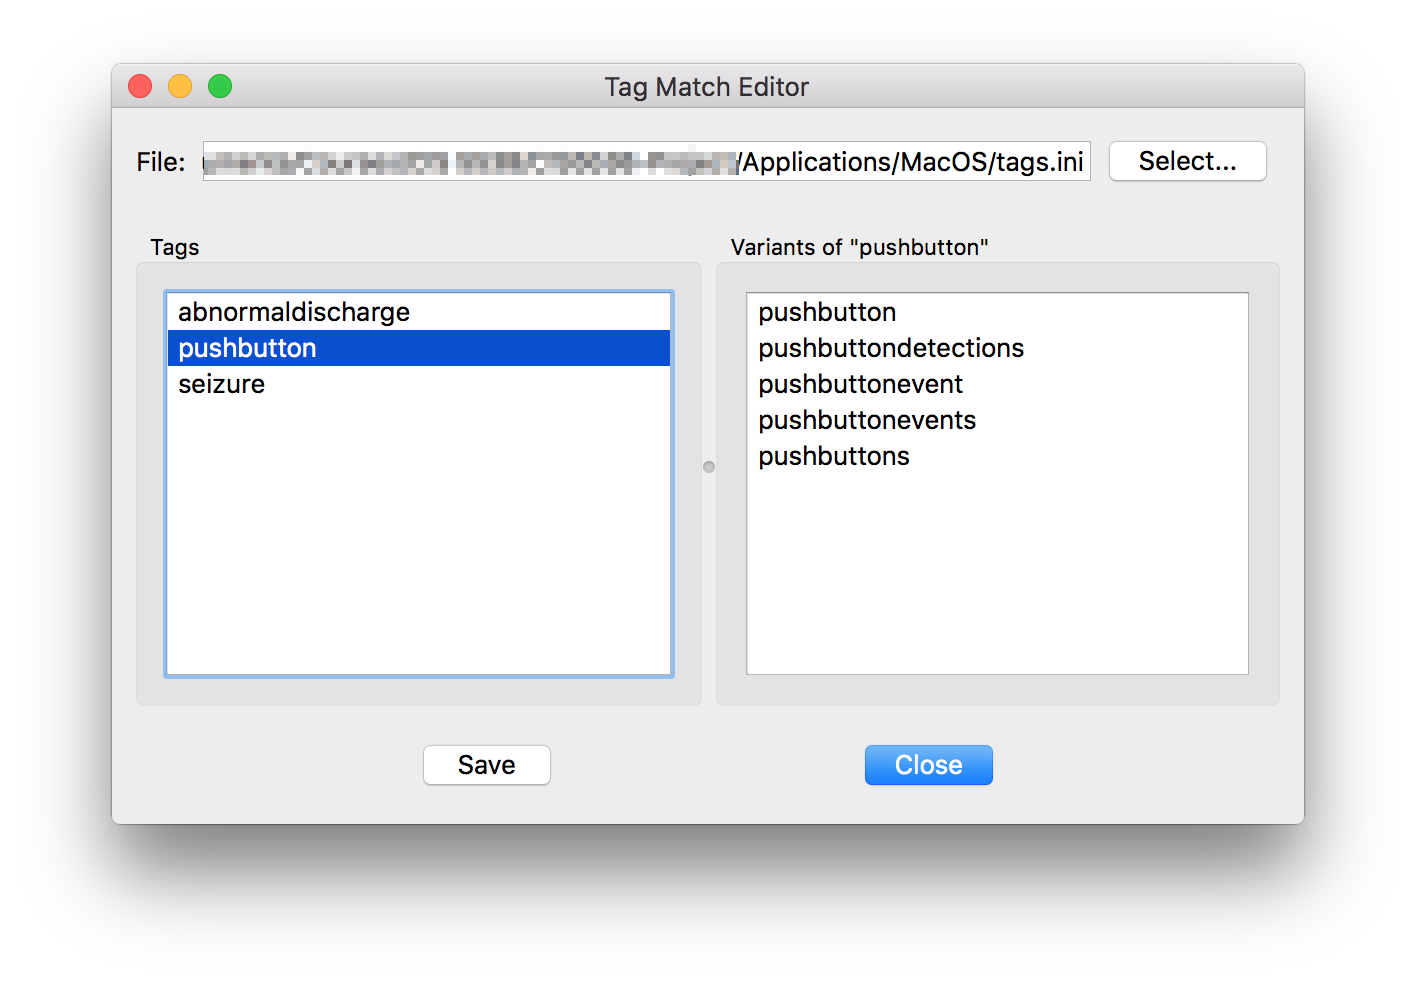 Tag Match Editor
File: /Applications/MacOS/tags.ini Select...
Tags
abnormaldischarge
pushbutton
seizure
Variants of "pushbutton"
pushbutton
pushbuttondetections
pushbuttonevent
pushbuttonevents
pushbuttons
Save Close